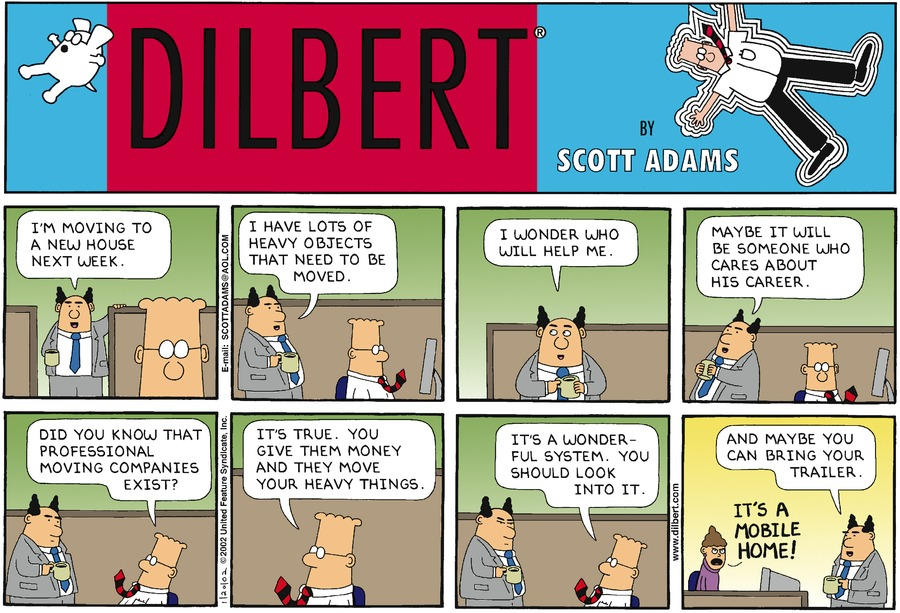 DILBERT®
BY
SCOTT ADAMS
I'M MOVING TO
A NEW HOUSE
NEXT WEEK.
E-mail: SCOTTADAMS@AOL.COM
I HAVE LOTS OF
HEAVY OBJECTS
THAT NEED TO BE
MOVED.
I WONDER WHO
WILL HELP ME.
MAYBE IT WILL
BE SOMEONE WHO
CARES ABOUT
HIS CAREER.
DID YOU KNOW THAT
PROFESSIONAL
MOVING COMPANIES
EXIST?
1|20|02 © 2002 United Feature Syndicate, Inc.
IT'S TRUE. YOU
GIVE THEM MONEY
AND THEY MOVE
YOUR HEAVY THINGS.
IT'S A WONDER-
FUL SYSTEM. YOU
SHOULD LOOK
INTO IT.
www.dilbert.com
AND MAYBE YOU
CAN BRING YOUR
TRAILER.
IT'S A
MOBILE
HOME!